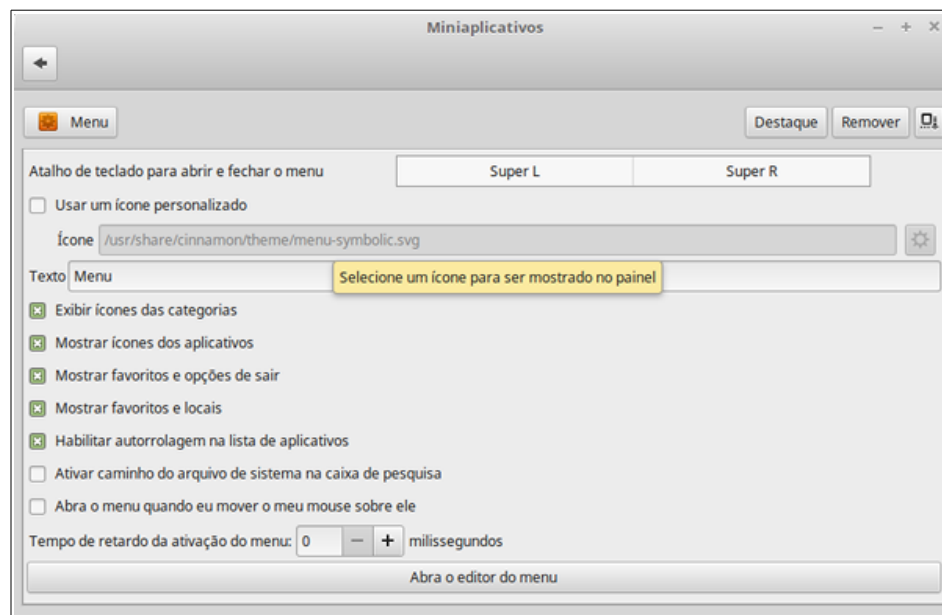 Miniaplicativos
Menu
Destaque
Remover
Atalho de teclado para abrir e fechar o menu
Super L
Super R
Usar um ícone personalizado
Ícone /usr/share/cinnamon/theme/menu-symbolic.svg
Texto Menu
Selecione um ícone para ser mostrado no painel
Exibir ícones das categorias
Mostrar ícones dos aplicativos
Mostrar favoritos e opções de sair
Mostrar favoritos e locais
Habilitar autorrolagem na lista de aplicativos
Ativar caminho do arquivo de sistema na caixa de pesquisa
Abra o menu quando eu mover o meu mouse sobre ele
Tempo de retardo da ativação do menu: 0 milissegundos
Abra o editor do menu